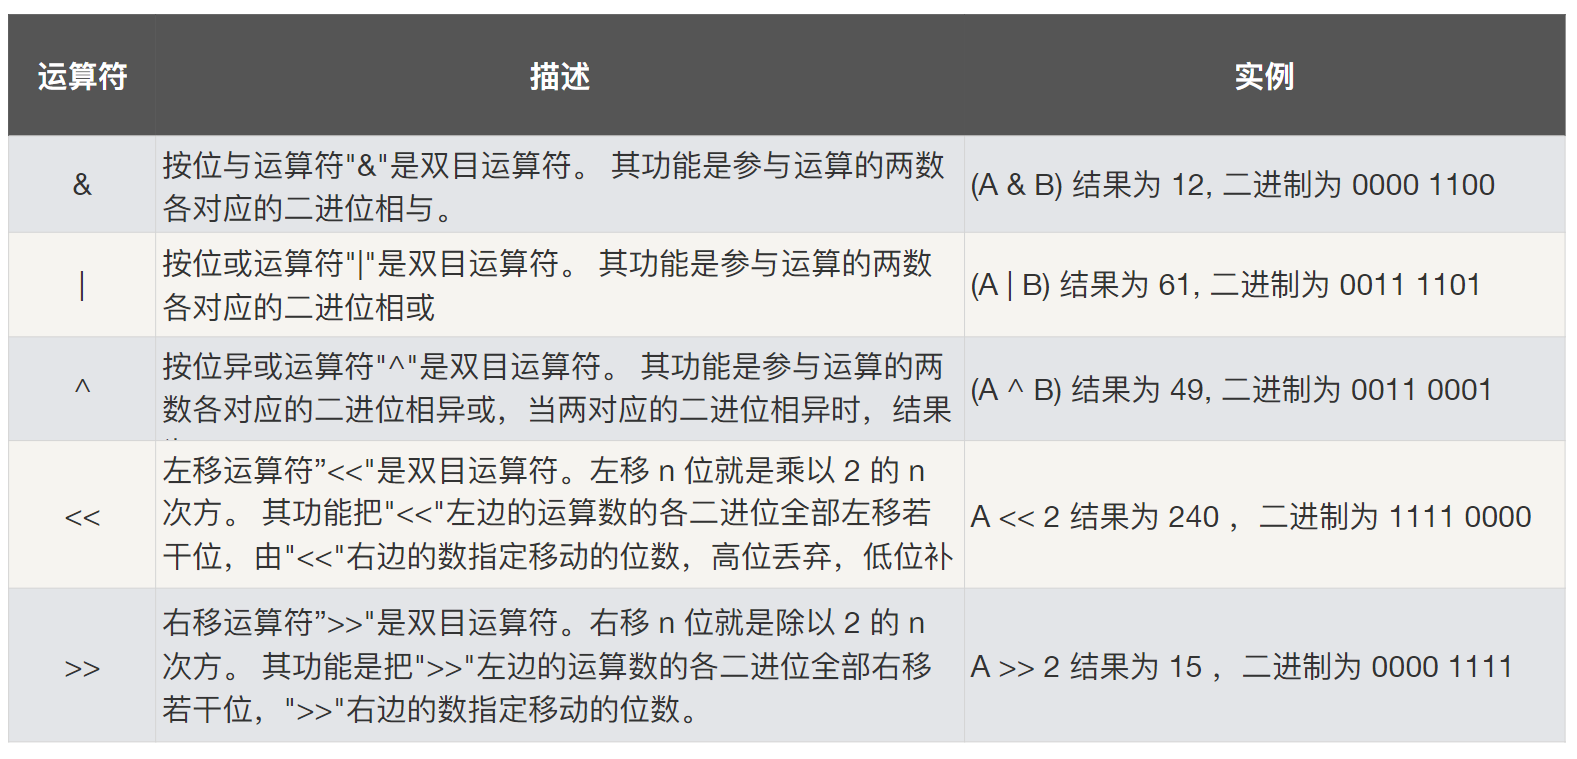 运算符 描述 实例
& 按位与运算符"&"是双目运算符。 其功能是参与运算的两数
各对应的二进位相与。
(A & B) 结果为 12, 二进制为 0000 1100
| 按位或运算符"|"是双目运算符。 其功能是参与运算的两数
各对应的二进位相或
(A | B) 结果为 61, 二进制为 0011 1101
^ 按位异或运算符"^"是双目运算符。 其功能是参与运算的两
数各对应的二进位相异或，当两对应的二进位相异时，结果
(A ^ B) 结果为 49, 二进制为 0011 0001
<< 左移运算符”<<"是双目运算符。左移 n 位就是乘以 2 的 n
次方。 其功能把"<<"左边的运算数的各二进位全部左移若
干位，由"<<"右边的数指定移动的位数，高位丢弃，低位补
A << 2 结果为 240 ，二进制为 1111 0000
>> 右移运算符”>>"是双目运算符。右移 n 位就是除以 2 的 n
次方。 其功能是把">>"左边的运算数的各二进位全部右移
若干位，">>"右边的数指定移动的位数。
A >> 2 结果为 15 ，二进制为 0000 1111